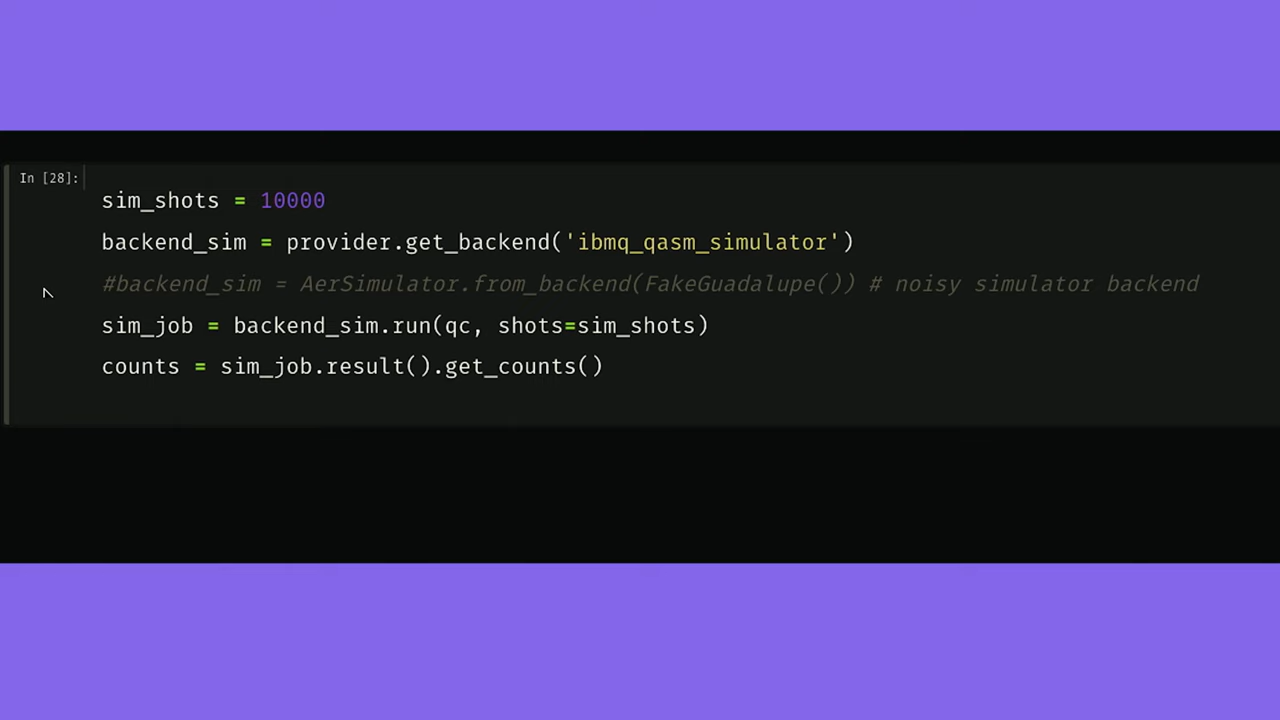 In [28]:
sim_shots = 10000
backend_sim = provider.get_backend('ibmq_qasm_simulator')
#backend_sim = AerSimulator.from_backend(FakeGuadalupe()) # noisy simulator backend
sim_job = backend_sim.run(qc, shots=sim_shots)
counts = sim_job.result().get_counts()